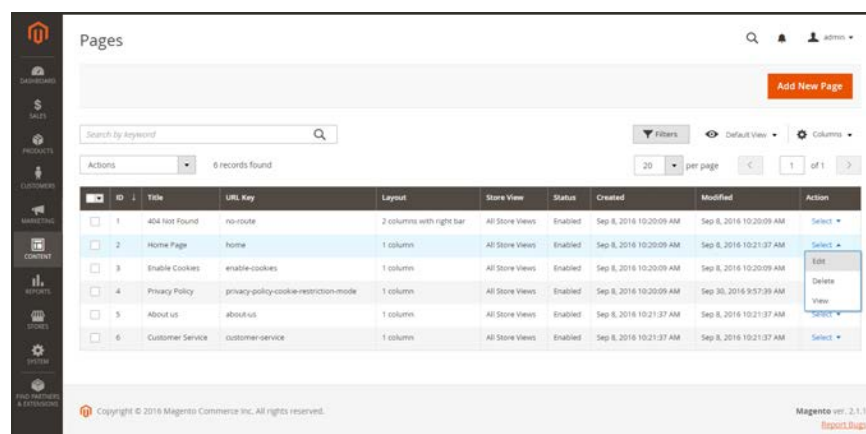 Pages
admin
DASHBOARD
Add New Page
SALES
Search by keyword
Filters
Default View
Columns
PRODUCTS
Actions
6 records found
20
per page
1
of 1
CUSTOMERS
ID ↓ Title URL Key Layout Store View Status Created Modified Action
MARKETING
1 404 Not Found no-route 2 columns with right bar All Store Views Enabled Sep 8, 2016 10:20:09 AM Sep 8, 2016 10:20:09 AM Select
CONTENT
2 Home Page home 1 column All Store Views Enabled Sep 8, 2016 10:20:09 AM Sep 8, 2016 10:21:37 AM Select
Edit
3 Enable Cookies enable-cookies 1 column All Store Views Enabled Sep 8, 2016 10:20:09 AM Sep 8, 2016 10:20:09 AM
Delete
REPORTS
4 Privacy Policy privacy-policy-cookie-restriction-mode 1 column All Store Views Enabled Sep 8, 2016 10:20:09 AM Sep 30, 2016 9:57:39 AM
View
5 About us about-us 1 column All Store Views Enabled Sep 8, 2016 10:21:37 AM Sep 8, 2016 10:21:37 AM Select
STORES
6 Customer Service customer-service 1 column All Store Views Enabled Sep 8, 2016 10:21:37 AM Sep 8, 2016 10:21:37 AM Select
SYSTEM
FIND PARTNERS
& EXTENSIONS
Copyright © 2016 Magento Commerce Inc. All rights reserved.
Magento ver. 2.1.1
Report Bugs